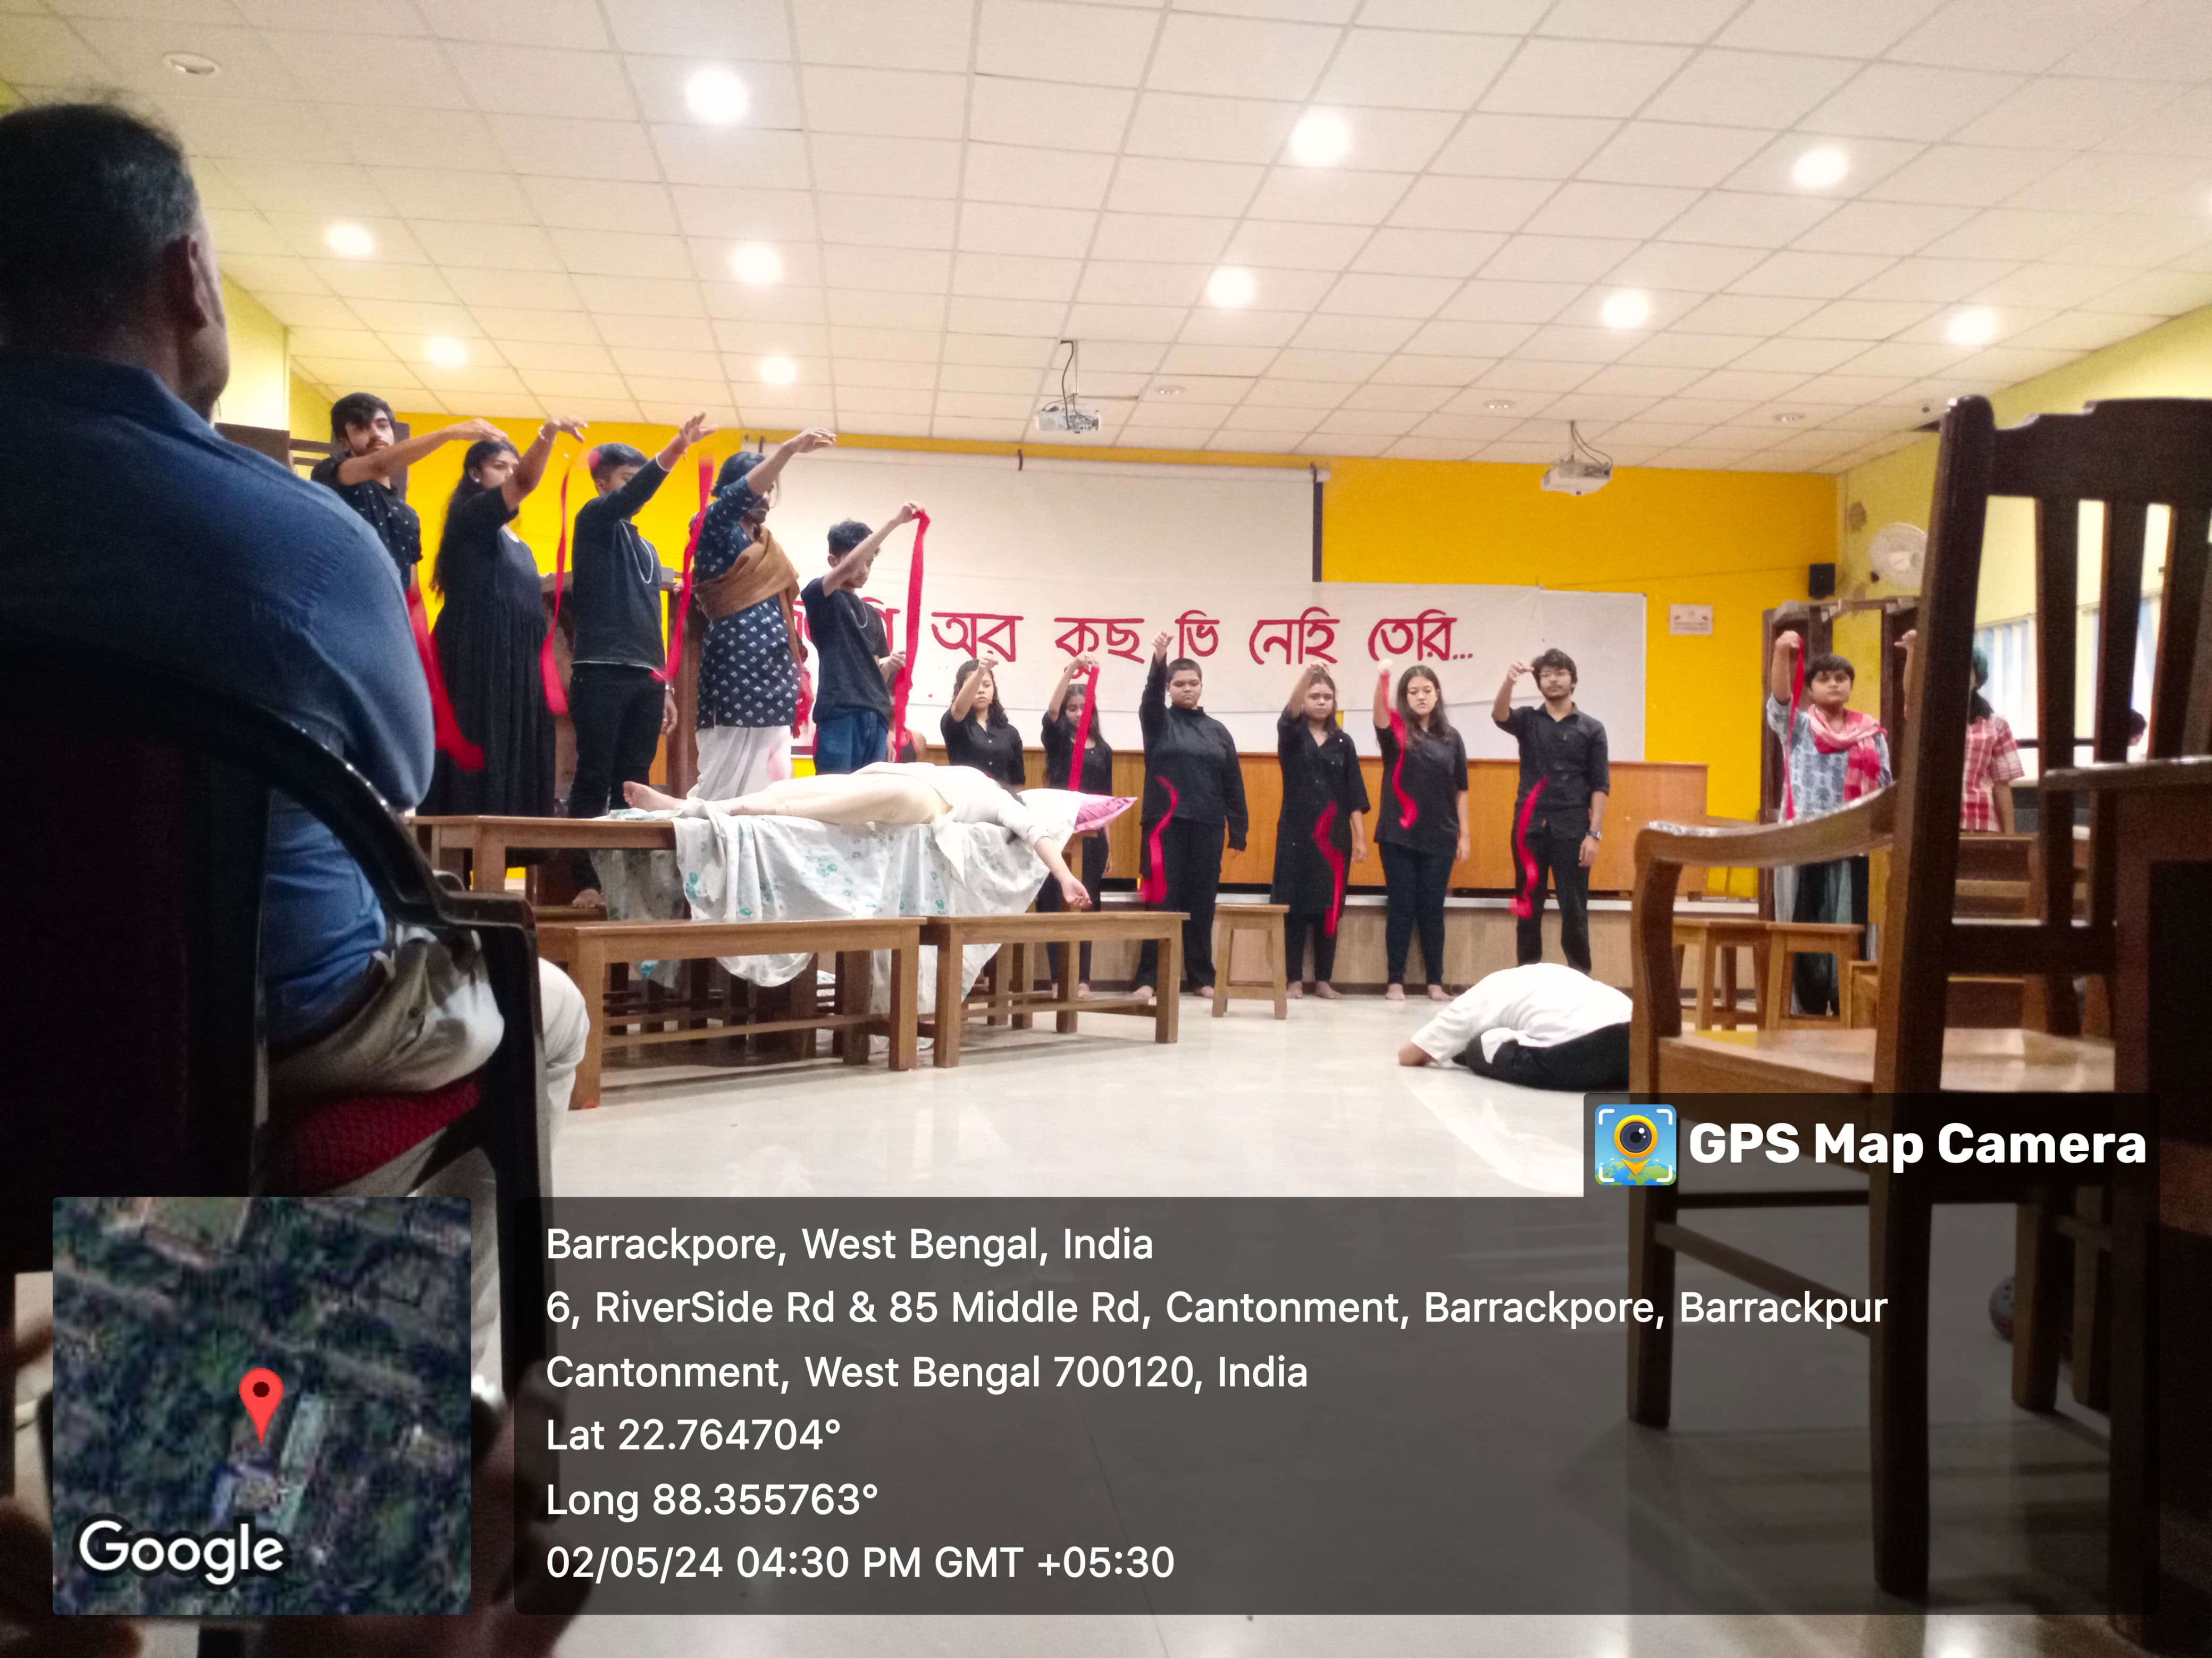 অর কুছ ভি নেহি তেরি...
GPS Map Camera
Barrackpore, West Bengal, India
6, RiverSide Rd & 85 Middle Rd, Cantonment, Barrackpore, Barrackpur
Cantonment, West Bengal 700120, India
Lat 22.764704°
Long 88.355763°
02/05/24 04:30 PM GMT +05:30
Google